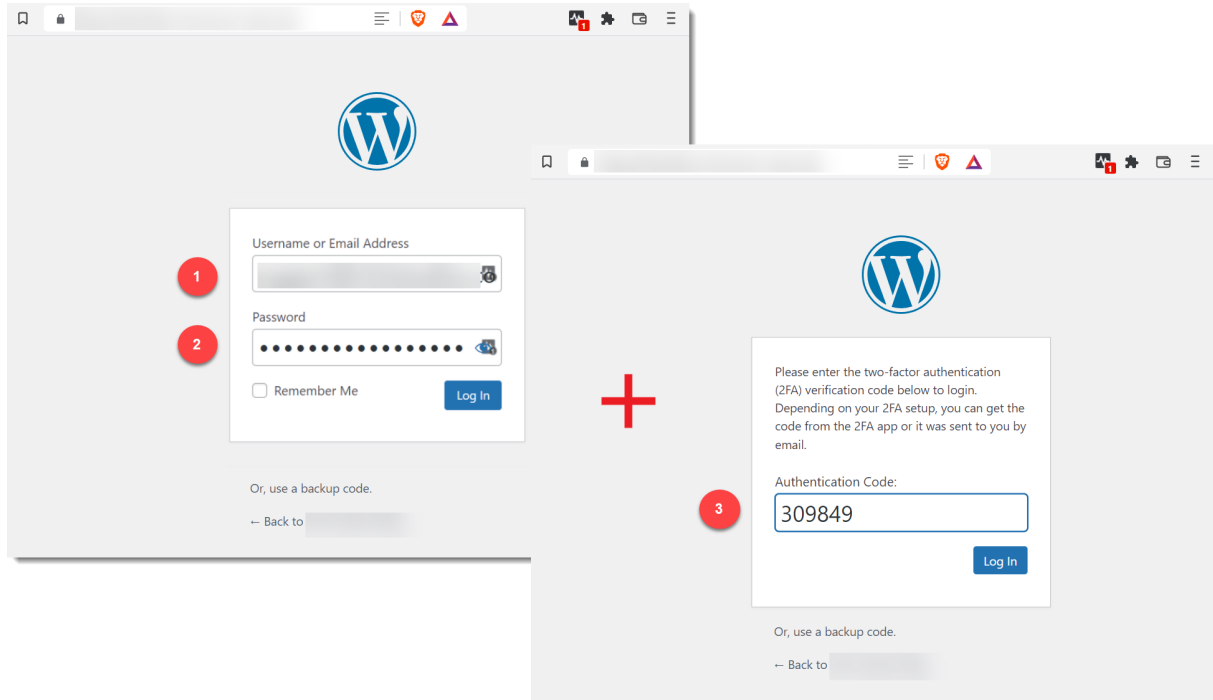 1
Username or Email Address
1
Password
2
Remember Me
Log In
Or, use a backup code.
← Back to
1
Please enter the two-factor authentication
(2FA) verification code below to login.
Depending on your 2FA setup, you can get the
code from the 2FA app or it was sent to you by
email.
Authentication Code:
3
309849
Log In
Or, use a backup code.
← Back to